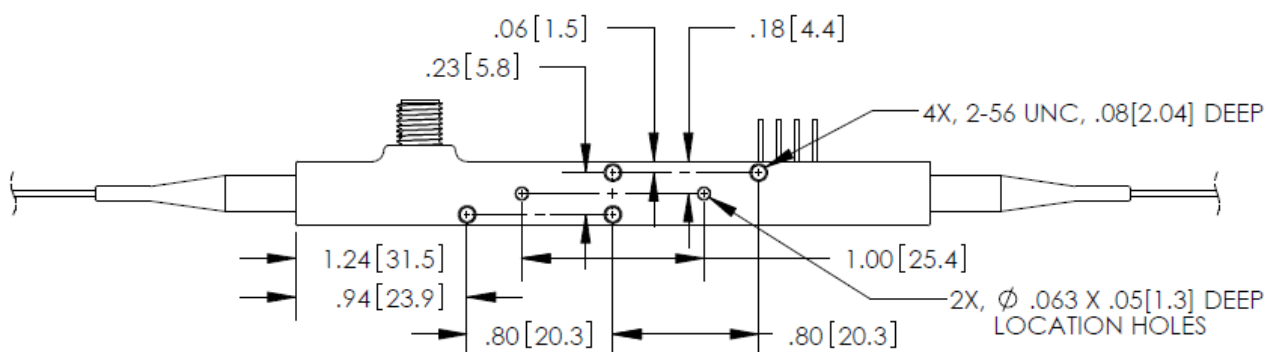 .06[1.5]
.18[4.4]
.23[5.8]
4X, 2-56 UNC, .08[2.04] DEEP
1.24[31.5]
1.00[25.4]
.94[23.9]
2X, ∅ .063 X .05[1.3] DEEP
LOCATION HOLES
.80[20.3]
.80[20.3]